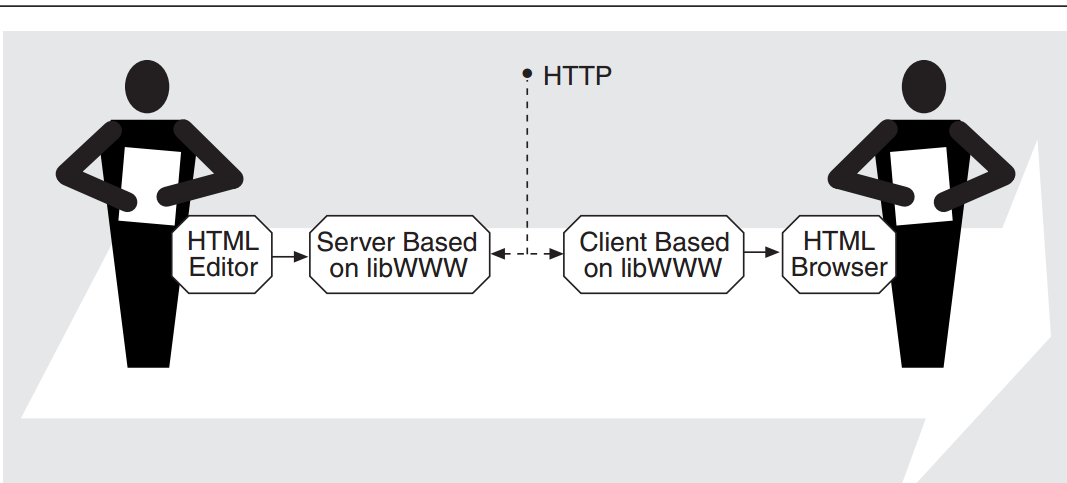 HTTP
HTML
Editor
Server Based
on libWWW
Client Based
on libWWW
HTML
Browser